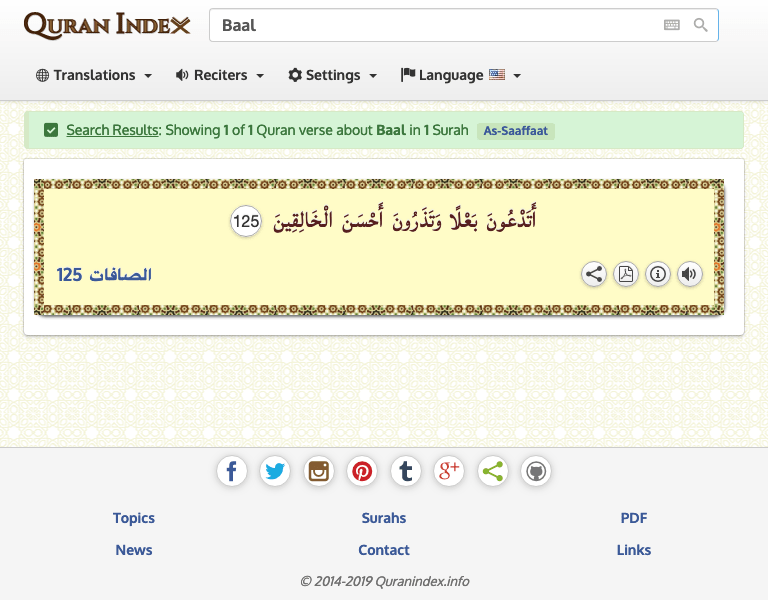 QURAN INDEX
Baal
Translations Reciters Settings Language
Search Results: Showing 1 of 1 Quran verse about Baal in 1 Surah As-Saaffaat
أَتَدْعُونَ بَعْلًا وَتَذَرُونَ أَحْسَنَ الْخَالِقِينَ 125
الصافات 125
Topics Surahs PDF
News Contact Links
© 2014-2019 Quranindex.info